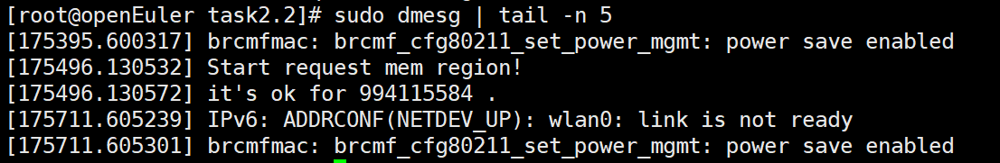 [root@openEuler task2.2]# sudo dmesg | tail -n 5
[175395.600317] brcmfmac: brcmf_cfg80211_set_power_mgmt: power save enabled
[175496.130532] Start request mem region!
[175496.130572] it's ok for 994115584 .
[175711.605239] IPv6: ADDRCONF(NETDEV_UP): wlan0: link is not ready
[175711.605301] brcmfmac: brcmf_cfg80211_set_power_mgmt: power save enabled